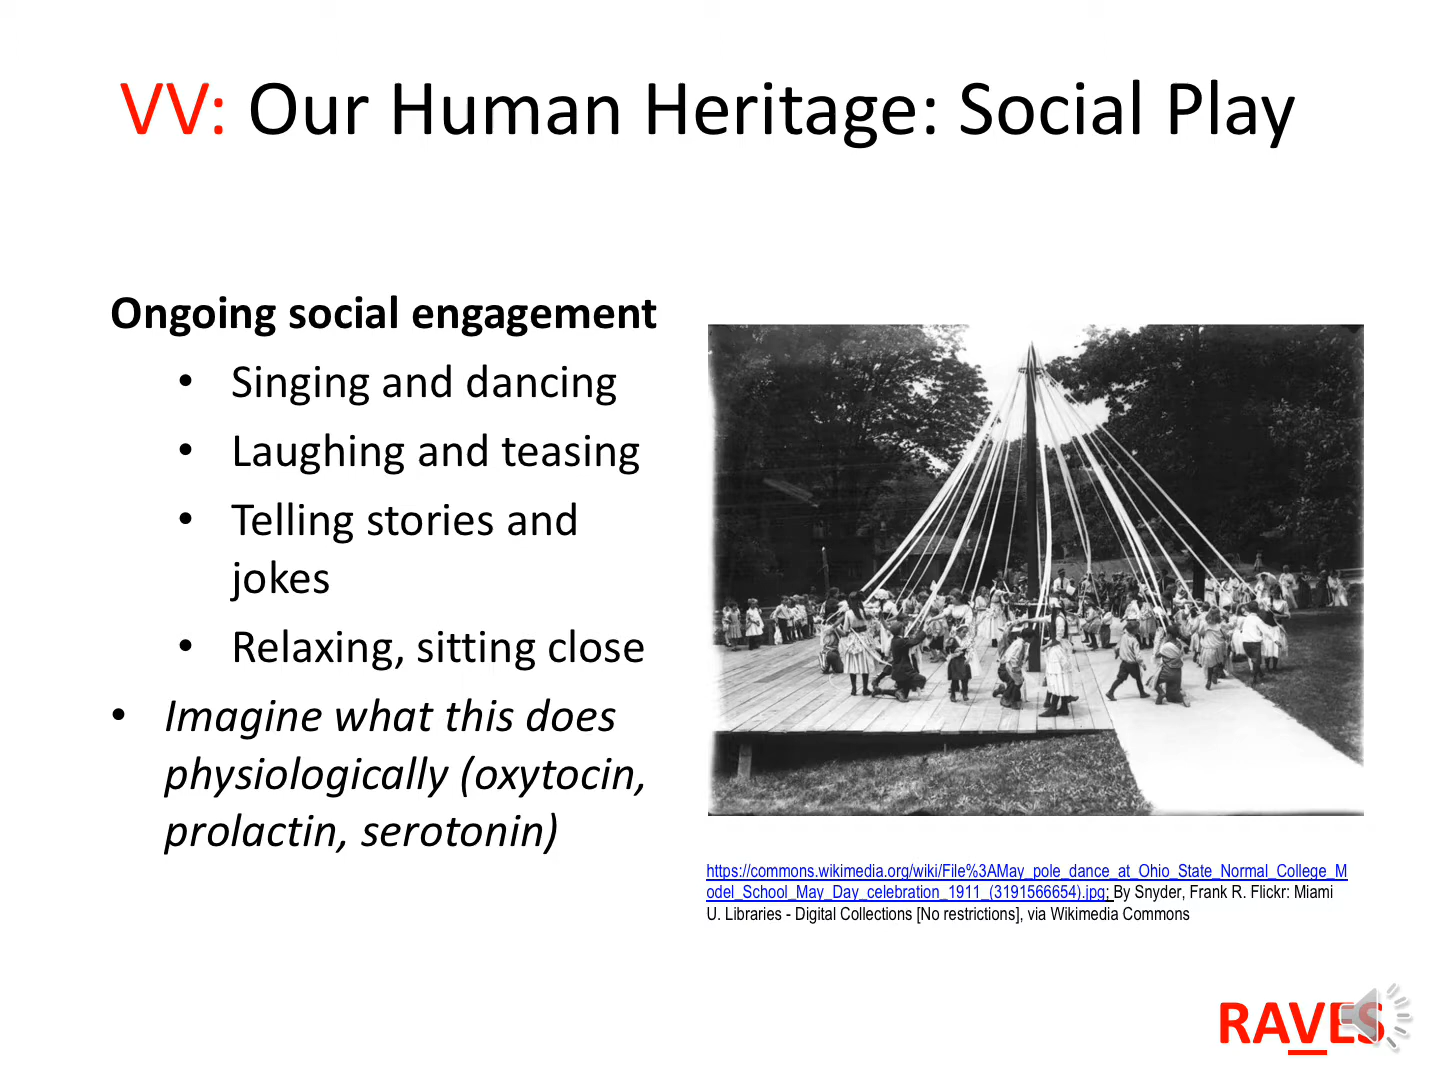 VV: Our Human Heritage: Social Play
Ongoing social engagement
• Singing and dancing
• Laughing and teasing
• Telling stories and
jokes
• Relaxing, sitting close
• Imagine what this does
physiologically (oxytocin,
prolactin, serotonin)
https://commons.wikimedia.org/wiki/File%3AMay_pole_dance_at_Ohio_State_Normal_College_M
odel_School_May_Day_celebration_1911_(3191566654).jpg; By Snyder, Frank R. Flickr: Miami
U. Libraries - Digital Collections [No restrictions], via Wikimedia Commons
RAVES